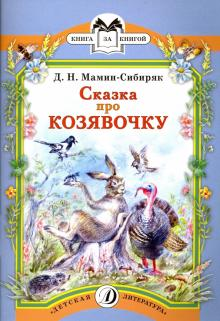 КНИГА ЗА КНИГОЙ
Д. Н. Мамин-Сибиряк
Сказка
про
КОЗЯВОЧКУ
Д
"ДЕТСКАЯ ЛИТЕРАТУРА"